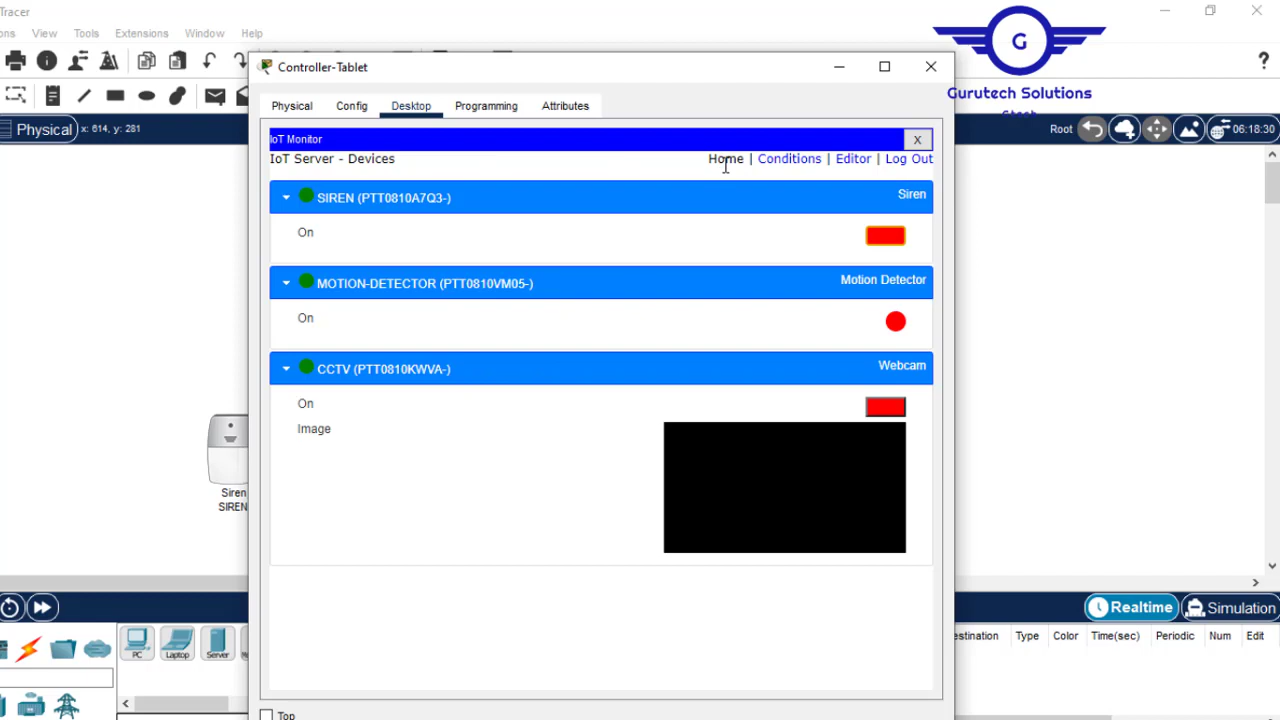 Tracer
ons View Tools Extensions Window Help
G
Gurutech Solutions
Controller-Tablet
Physical Config Desktop Programming Attributes
Physical x: 614, y: 281
Root 06:18:30
IoT Monitor X
IoT Server - Devices Home | Conditions | Editor | Log Out
SIREN (PTT0810A7Q3-) Siren
On
MOTION-DETECTOR (PTT0810VM05-) Motion Detector
On
CCTV (PTT0810KWVA-) Webcam
On
Image
Siren
SIREN
Realtime Simulation
PC Laptop Server
estination Type Color Time(sec) Periodic Num Edit
Top